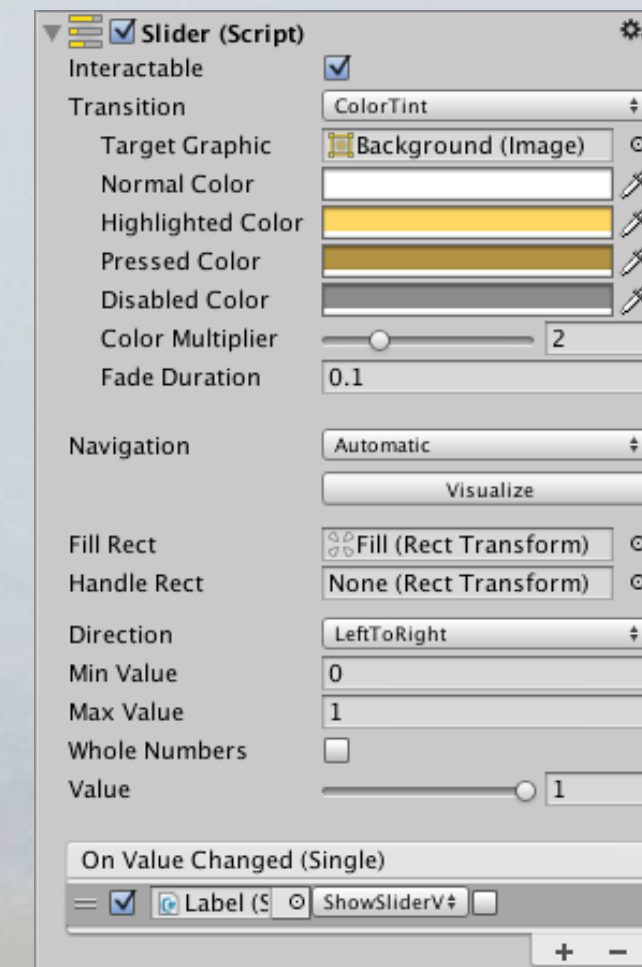 Slider (Script)
Interactable
Transition ColorTint
Target Graphic Background (Image)
Normal Color
Highlighted Color
Pressed Color
Disabled Color
Color Multiplier 2
Fade Duration 0.1
Navigation Automatic
Visualize
Fill Rect Fill (Rect Transform)
Handle Rect None (Rect Transform)
Direction LeftToRight
Min Value 0
Max Value 1
Whole Numbers
Value 1
On Value Changed (Single)
Label (S ShowSliderV